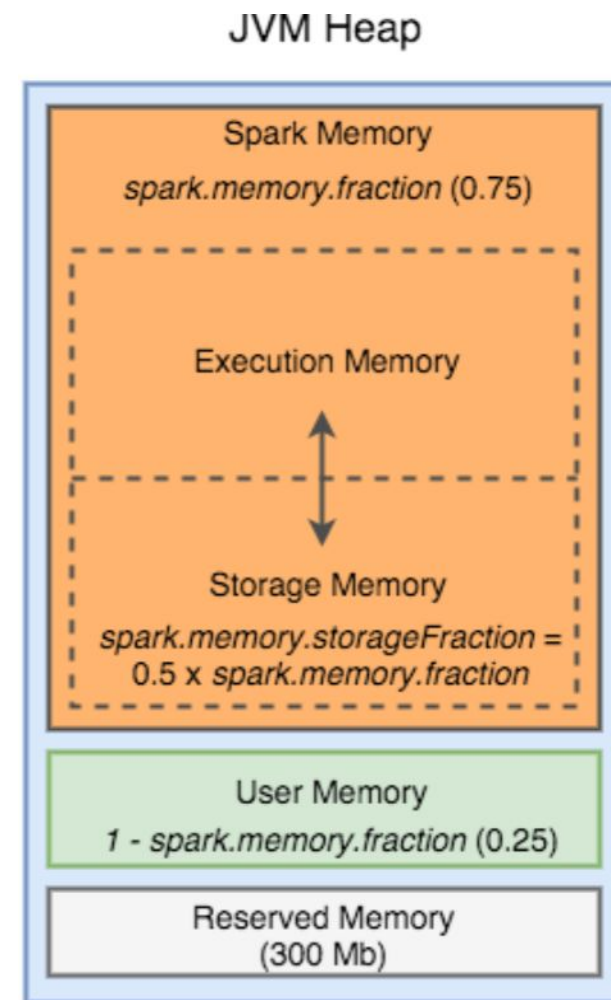 JVM Heap
Spark Memory
spark.memory.fraction (0.75)
Execution Memory
Storage Memory
spark.memory.storageFraction =
0.5 x spark.memory.fraction
User Memory
1 - spark.memory.fraction (0.25)
Reserved Memory
(300 Mb)